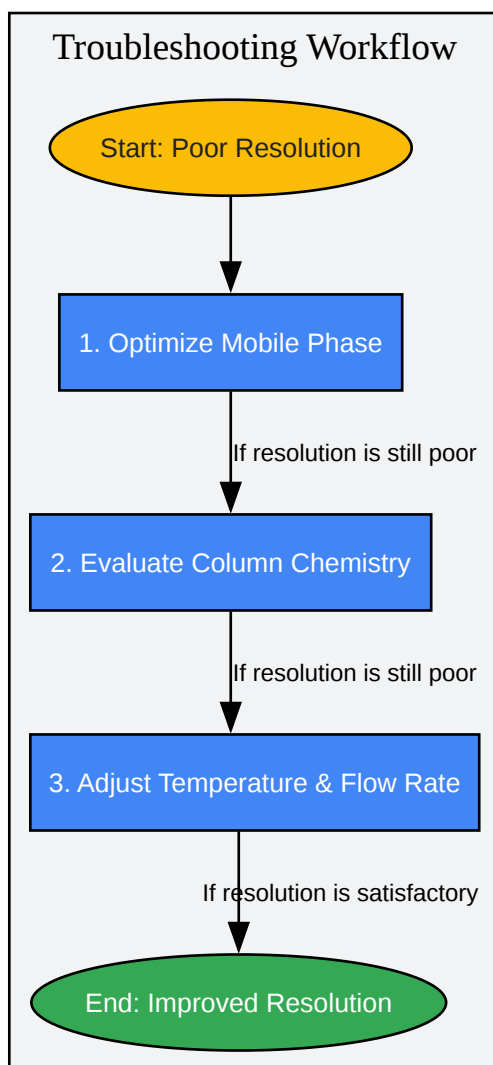 Troubleshooting Workflow
Start: Poor Resolution
1. Optimize Mobile Phase
If resolution is still poor
2. Evaluate Column Chemistry
If resolution is still poor
3. Adjust Temperature & Flow Rate
If resolution is satisfactory
End: Improved Resolution